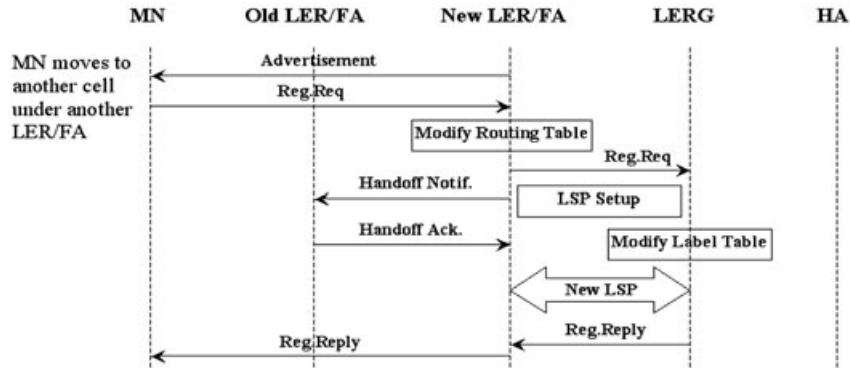 MN Old LER/FA New LER/FA LERG HA
MN moves to
another cell
under another
LER/FA
Advertisement
Reg.Req
Modify Routing Table
Reg.Req
Handoff Notif.
LSP Setup
Handoff Ack.
Modify Label Table
New LSP
Reg.Reply
Reg.Reply